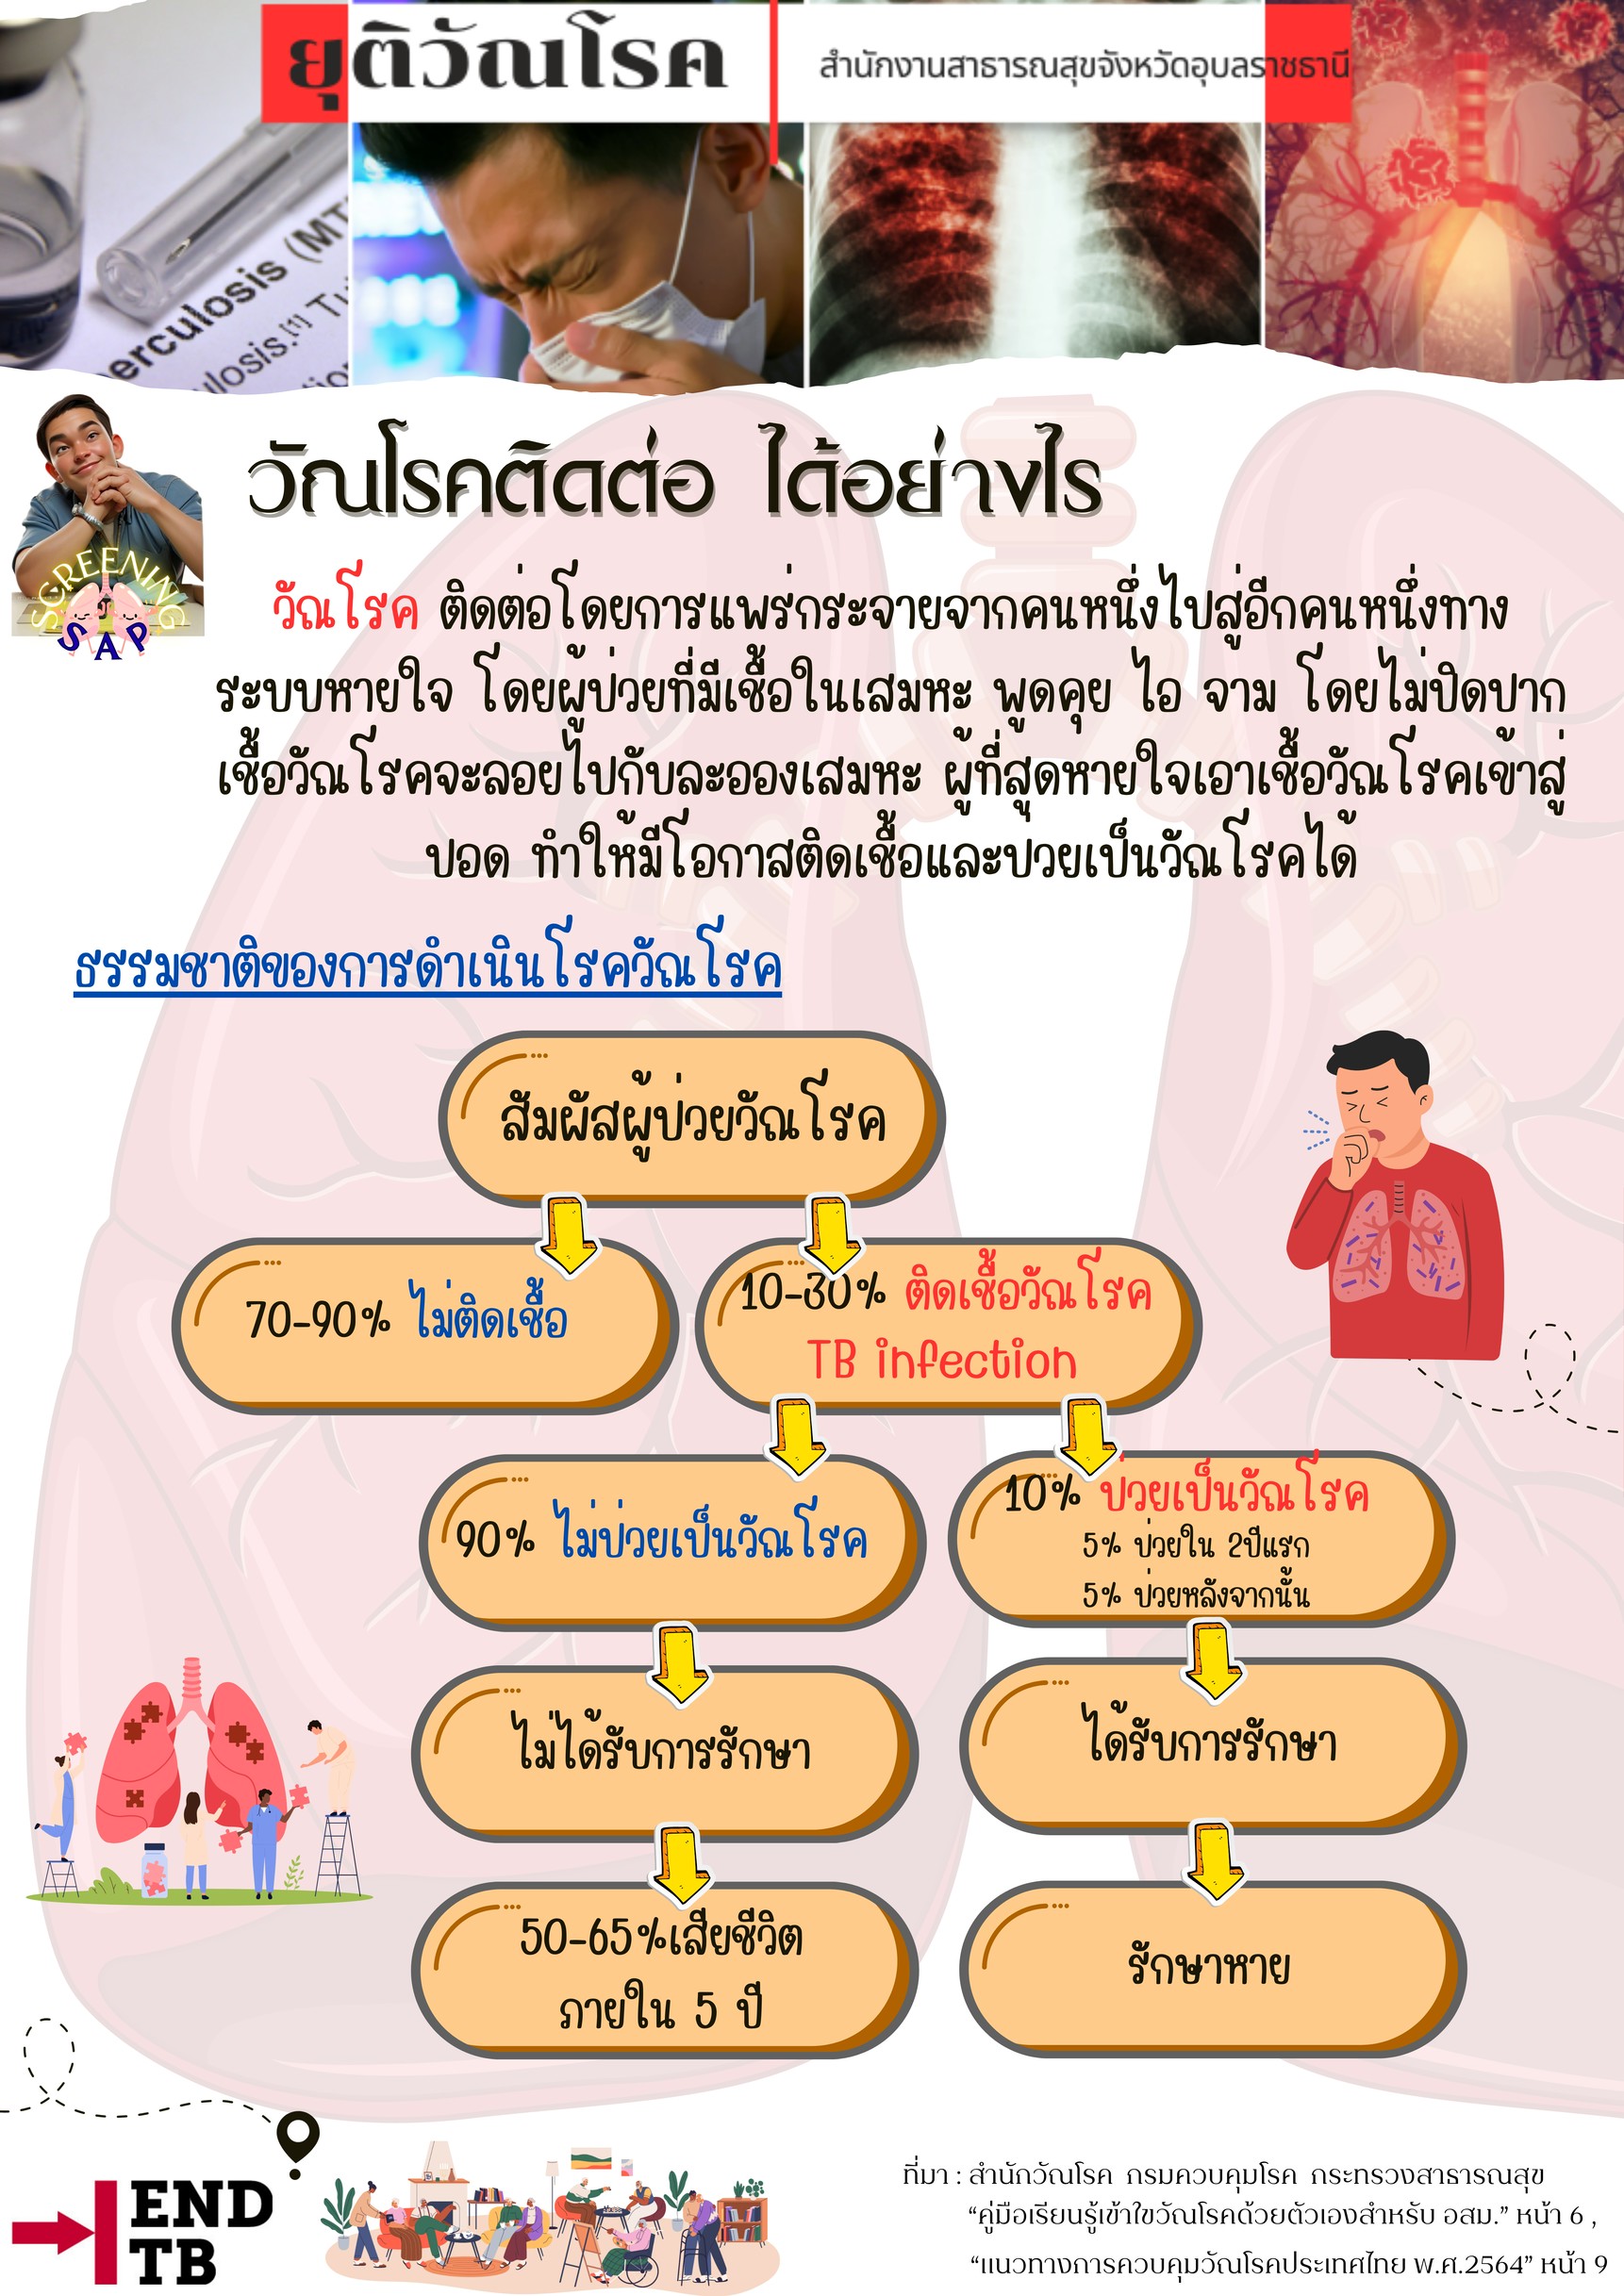 ยุติวัณโรค
สำนักงานสาธารณสุขจังหวัดอุบลราชธานี
erculosis (MT
ulosis.[1] Tu
วัณโรคติดต่อ ได้อย่างไร
SCREENING
SAP
วัณโรค ติดต่อโดยการแพร่กระจายจากคนหนึ่งไปสู่อีกคนหนึ่งทาง
ระบบหายใจ โดยผู้ป่วยที่มีเชื้อในเสมหะ พูดคุย ไอ จาม โดยไม่ปิดปาก
เชื้อวัณโรคจะลอยไปกับละอองเสมหะ ผู้ที่สูดหายใจเอาเชื้อวัณโรคเข้าสู่
ปอด ทำให้มีโอกาสติดเชื้อและปวยเป็นวัณโรคได้
ธรรมชาติของการดำเนินโรควัณโรค
สัมผัสผู้ป่วยวัณโรค
70-90% ไม่ติดเชื้อ
10-30% ติดเชื้อวัณโรค
TB infection
90% ไม่ป่วยเป็นวัณโรค
10% ป่วยเป็นวัณโรค
5% ป่วยใน 2ปีแรก
5% ป่วยหลังจากนั้น
ไม่ได้รับการรักษา
ได้รับการรักษา
50-65%เสียชีวิต
ภายใน 5 ปี
รักษาหาย
END
TB
ที่มา : สำนักวัณโรค กรมควบคุมโรค กระทรวงสาธารณสุข
“คู่มือเรียนรู้เข้าใขวัณโรคด้วยตัวเองสำหรับ อสม.” หน้า 6 ,
“แนวทางการควบคุมวัณโรคประเทศไทย พ.ศ.2564” หน้า 9